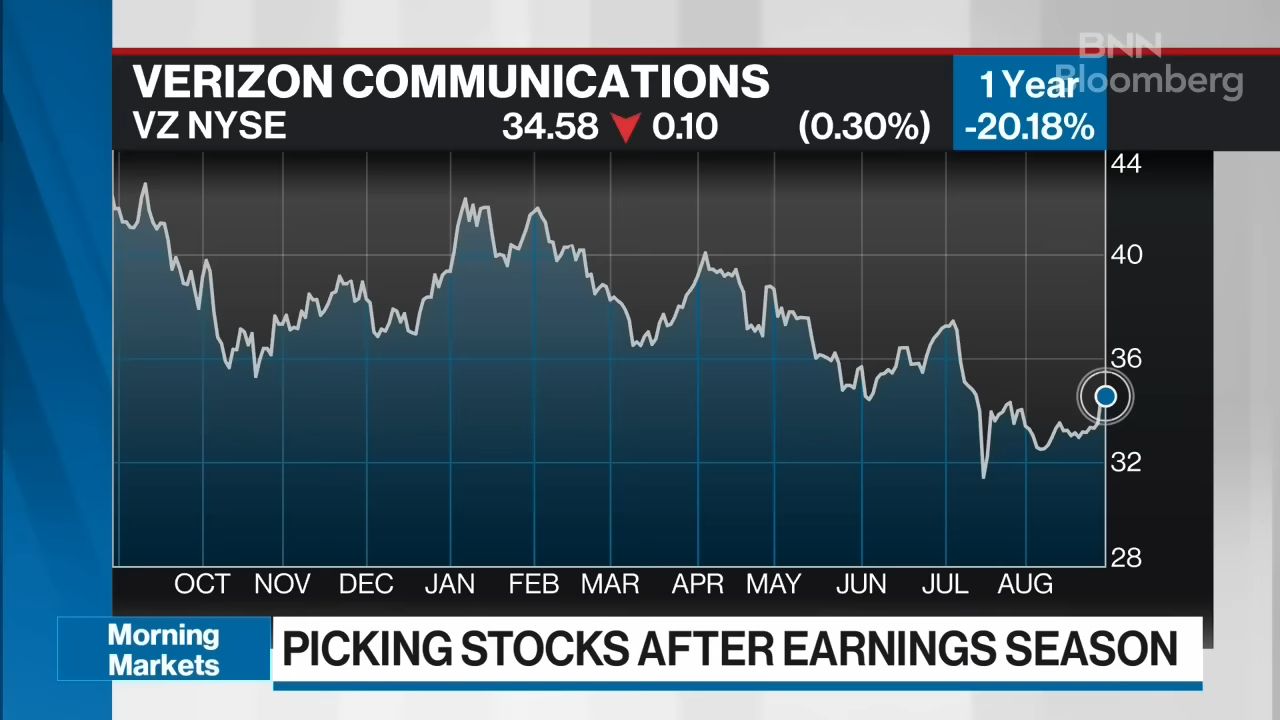 BNN
Bloomberg
VERIZON COMMUNICATIONS
VZ NYSE 34.58 0.10 (0.30%)
1 Year
-20.18%
44
40
36
32
28
OCT NOV DEC JAN FEB MAR APR MAY JUN JUL AUG
Morning
Markets
PICKING STOCKS AFTER EARNINGS SEASON